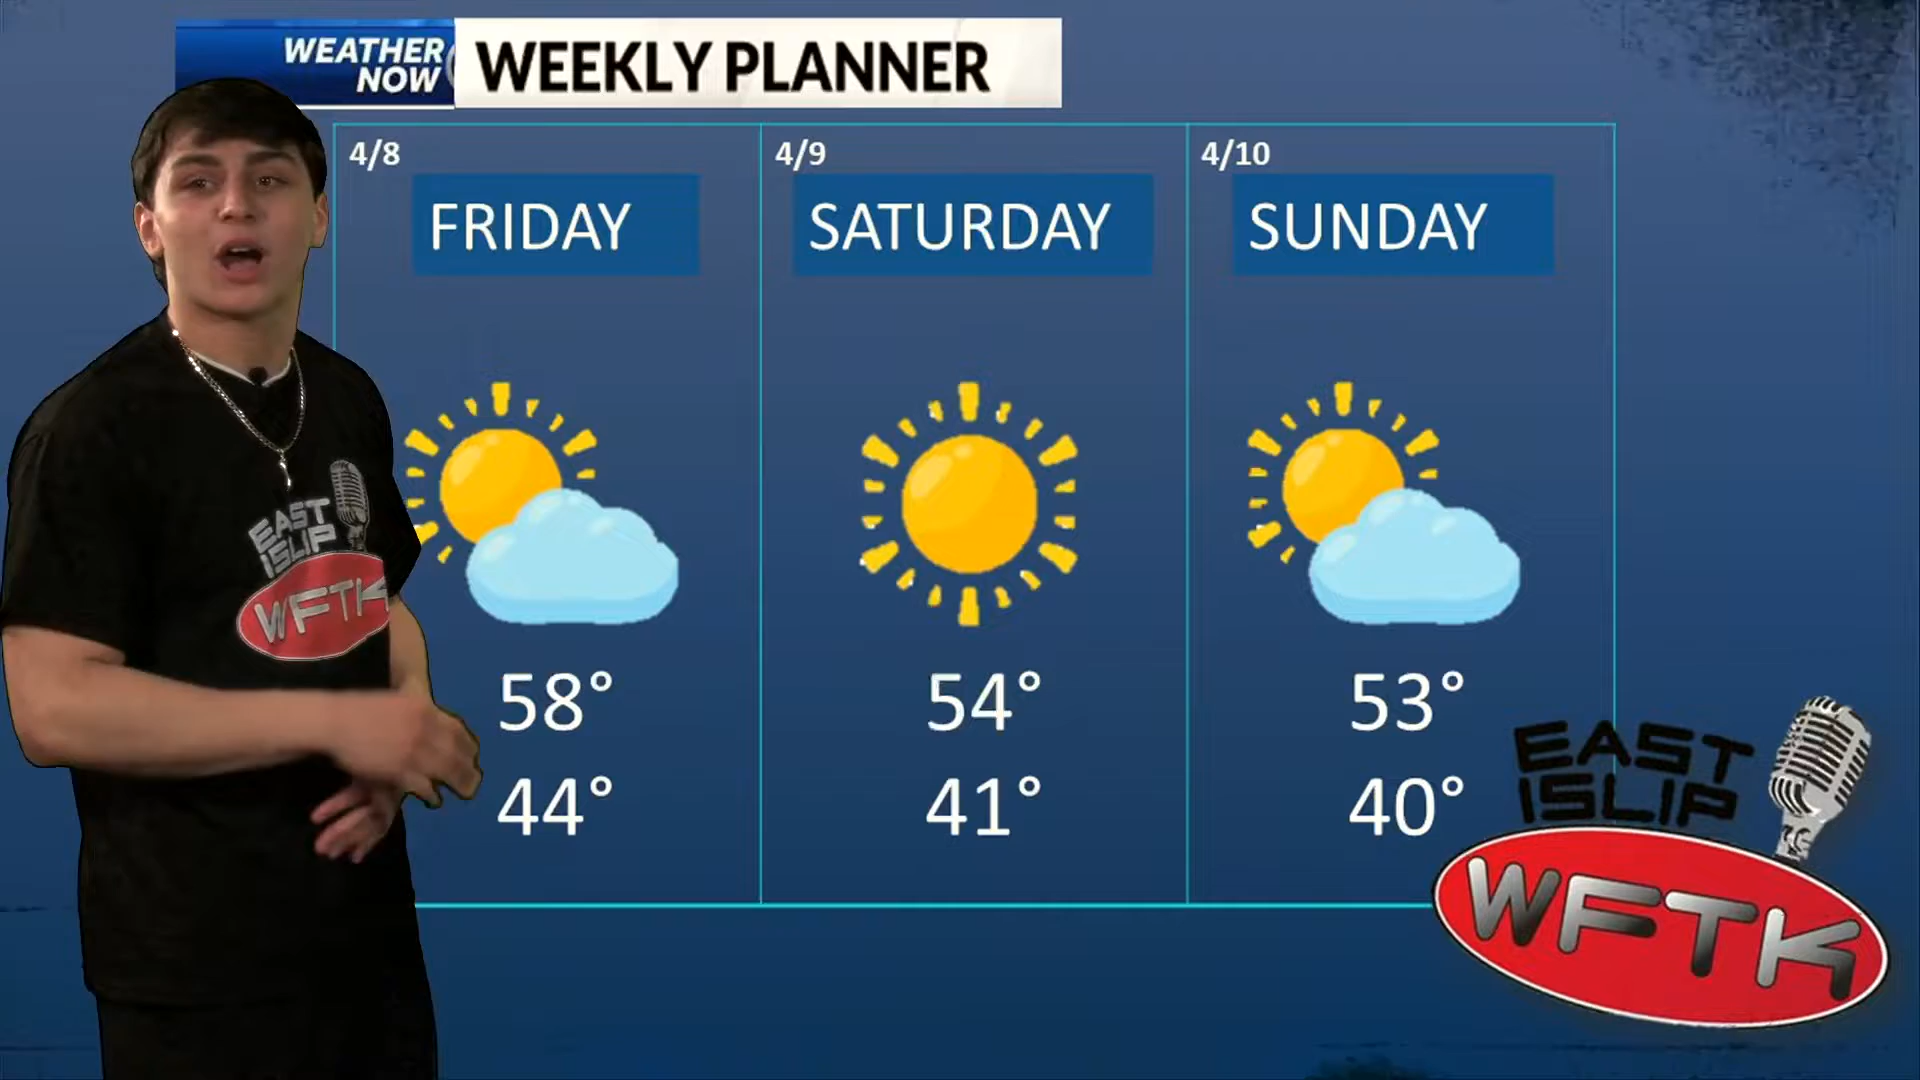 WEATHER
NOW
WEEKLY PLANNER
4/8
FRIDAY
58°
44°
4/9
SATURDAY
54°
41°
4/10
SUNDAY
53°
40°
EAST
ISLIP
WFTK
EAST
ISLIP
WFTK